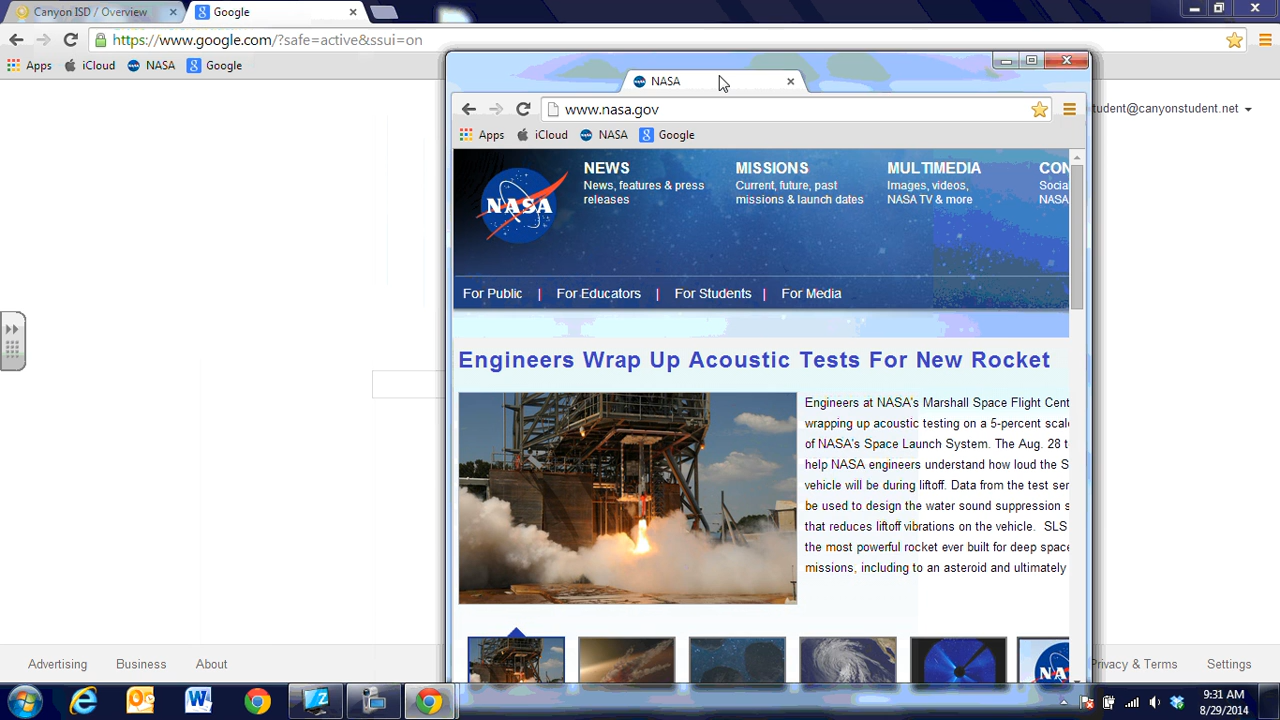 Canyon ISD / Overview
Google
https://www.google.com/?safe=active&ssui=on
Apps iCloud NASA Google
NASA
student@canyonstudent.net
www.nasa.gov
Apps iCloud NASA Google
NASA
NEWS
News, features & press
releases
MISSIONS
Current, future, past
missions & launch dates
MULTIMEDIA
Images, videos,
NASA TV & more
CON
Socia
NASA
For Public | For Educators | For Students | For Media
Engineers Wrap Up Acoustic Tests For New Rocket
Engineers at NASA's Marshall Space Flight Cent
wrapping up acoustic testing on a 5-percent scale
of NASA's Space Launch System. The Aug. 28 t
help NASA engineers understand how loud the S
vehicle will be during liftoff. Data from the test ser
be used to design the water sound suppression s
that reduces liftoff vibrations on the vehicle. SLS
the most powerful rocket ever built for deep space
missions, including to an asteroid and ultimately
NAS
Advertising Business About
Privacy & Terms Settings
9:31 AM
8/29/2014